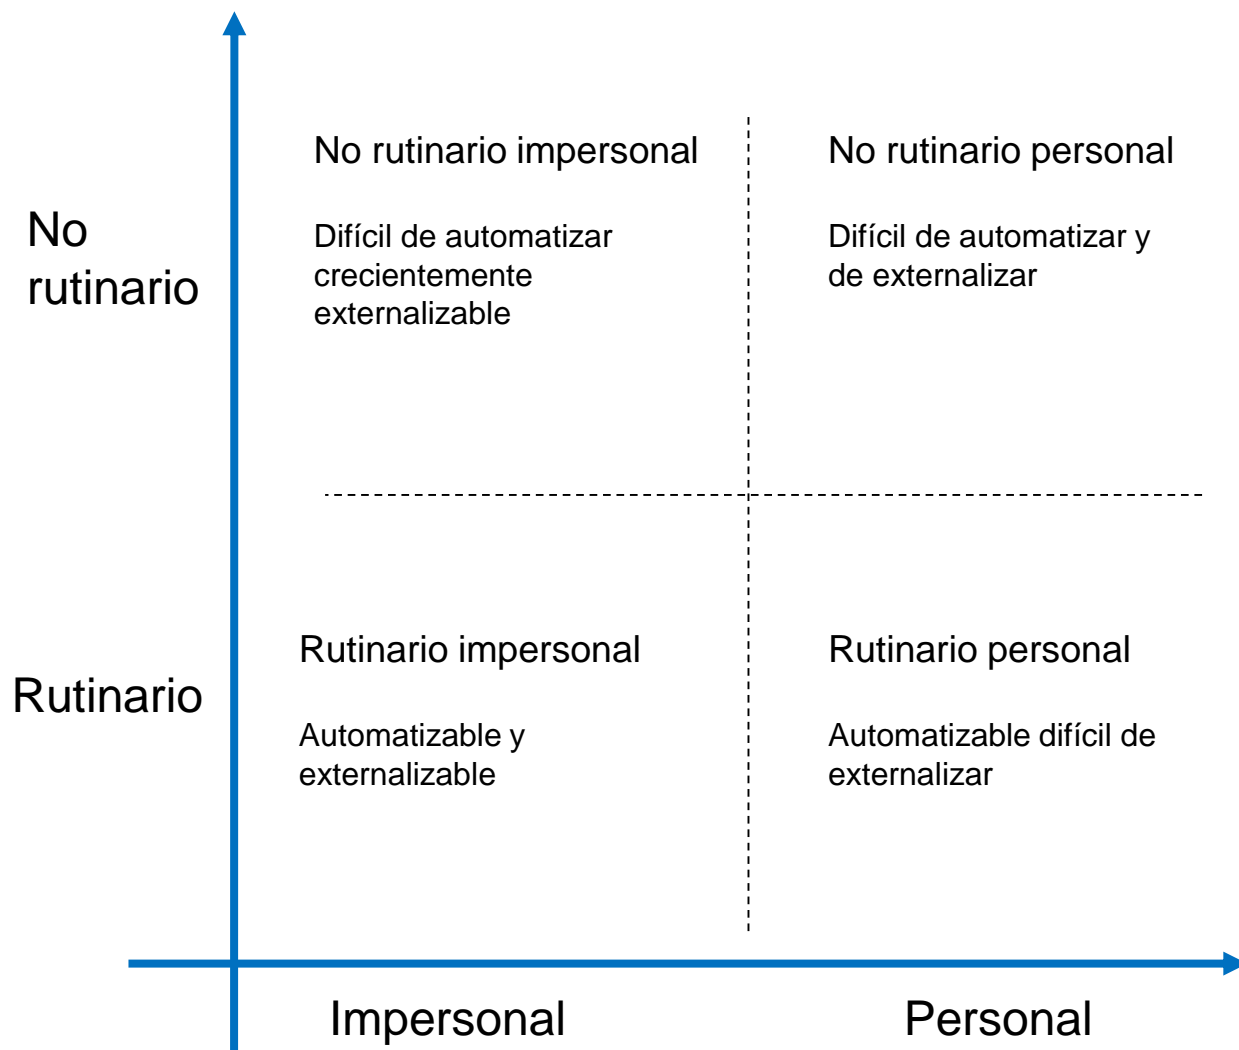 No rutinario impersonal
Difícil de automatizar
crecientemente
externalizable
No rutinario personal
Difícil de automatizar y
de externalizar
No
rutinario
Rutinario impersonal
Automatizable y
externalizable
Rutinario personal
Automatizable difícil de
externalizar
Rutinario
Impersonal
Personal